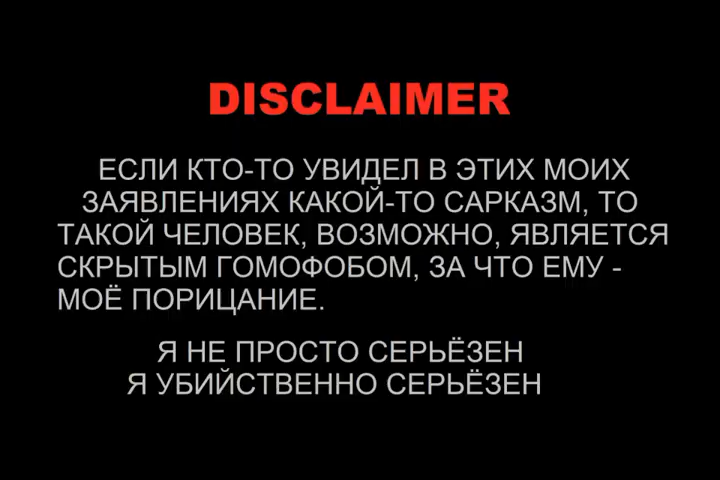 DISCLAIMER
ЕСЛИ КТО-ТО УВИДЕЛ В ЭТИХ МОИХ
ЗАЯВЛЕНИЯХ КАКОЙ-ТО САРКАЗМ, ТО
ТАКОЙ ЧЕЛОВЕК, ВОЗМОЖНО, ЯВЛЯЕТСЯ
СКРЫТЫМ ГОМОФОБОМ, ЗА ЧТО ЕМУ -
МОЁ ПОРИЦАНИЕ.
Я НЕ ПРОСТО СЕРЬЁЗЕН
Я УБИЙСТВЕННО СЕРЬЁЗЕН